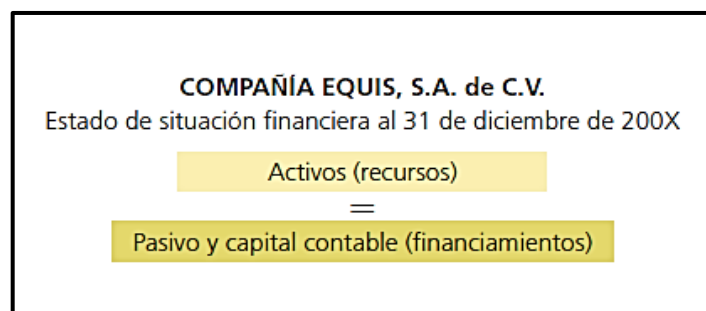 COMPAÑÍA EQUIS, S.A. de C.V.
Estado de situación financiera al 31 de diciembre de 200X
Activos (recursos)
=
Pasivo y capital contable (financiamientos)